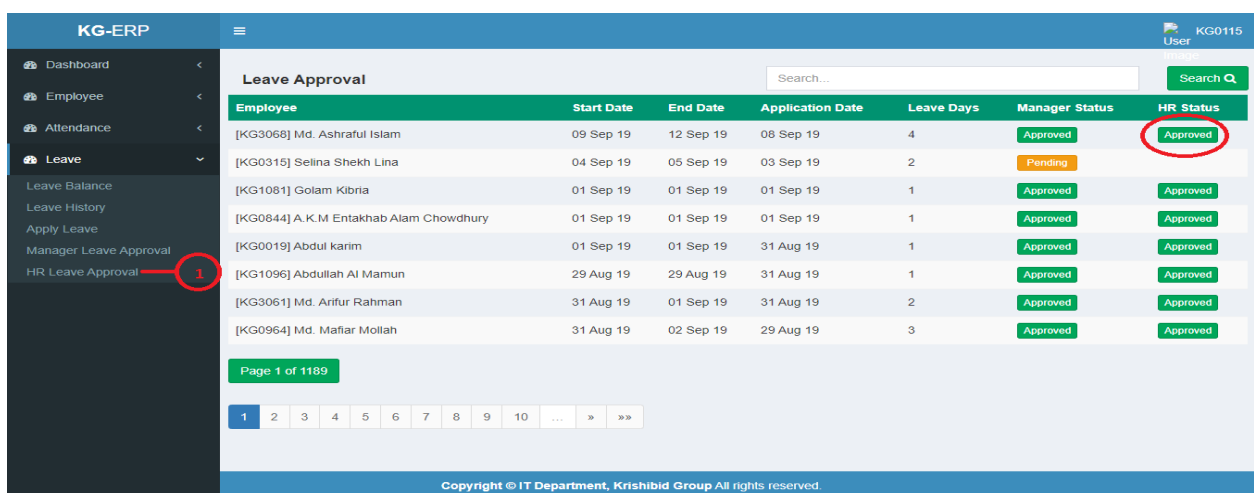 KG-ERP
KG0115
User Image
Dashboard
Employee
Attendance
Leave
Leave Balance
Leave History
Apply Leave
Manager Leave Approval
HR Leave Approval
1
Leave Approval
Search...
Search
Employee Start Date End Date Application Date Leave Days Manager Status HR Status
[KG3068] Md. Ashraful Islam 09 Sep 19 12 Sep 19 08 Sep 19 4 Approved Approved
[KG0315] Selina Shekh Lina 04 Sep 19 05 Sep 19 03 Sep 19 2 Pending
[KG1081] Golam Kibria 01 Sep 19 01 Sep 19 01 Sep 19 1 Approved Approved
[KG0844] A.K.M Entakhab Alam Chowdhury 01 Sep 19 01 Sep 19 01 Sep 19 1 Approved Approved
[KG0019] Abdul karim 01 Sep 19 01 Sep 19 31 Aug 19 1 Approved Approved
[KG1096] Abdullah Al Mamun 29 Aug 19 29 Aug 19 31 Aug 19 1 Approved Approved
[KG3061] Md. Arifur Rahman 31 Aug 19 01 Sep 19 31 Aug 19 2 Approved Approved
[KG0964] Md. Mafiar Mollah 31 Aug 19 02 Sep 19 29 Aug 19 3 Approved Approved
Page 1 of 1189
1 2 3 4 5 6 7 8 9 10 ... » »»
Copyright © IT Department, Krishibid Group All rights reserved.